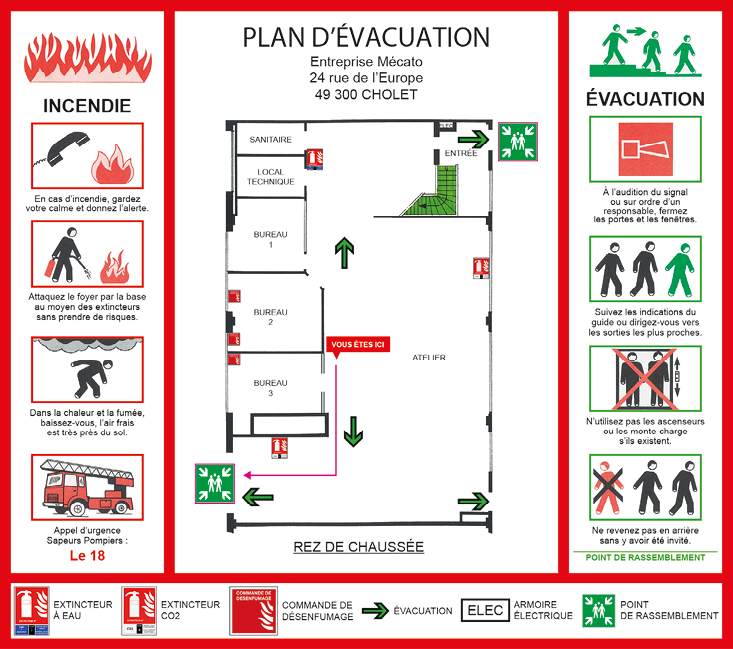 INCENDIE
En cas d'incendie, gardez
votre calme et donnez l'alerte.
Attaquez le foyer par la base
au moyen des extincteurs
sans prendre de risques.
Dans la chaleur et la fumée,
baissez-vous, l'air frais
est très près du sol.
Appel d'urgence
Sapeurs Pompiers :
Le 18
PLAN D'ÉVACUATION
Entreprise Mécato
24 rue de l'Europe
49 300 CHOLET
SANITAIRE
ELEC
ENTRÉE
LOCAL
TECHNIQUE
BUREAU
1
BUREAU
2
VOUS ÊTES ICI
ATELIER
BUREAU
3
REZ DE CHAUSSÉE
ÉVACUATION
À l'audition du signal
ou sur ordre d'un
responsable, fermez
les portes et les fenêtres.
Suivez les indications du
guide ou dirigez-vous vers
les sorties les plus proches.
N'utilisez pas les ascenseurs
ou les monte charge
s'ils existent.
Ne revenez pas en arrière
sans y avoir été invité.
POINT DE RASSEMBLEMENT
EXTINCTEUR
À EAU
EXTINCTEUR
CO2
COMMANDE DE
DÉSENFUMAGE
COMMANDE DE
DÉSENFUMAGE
ÉVACUATION
ELEC
ARMOIRE
ÉLECTRIQUE
POINT
DE RASSEMBLEMENT